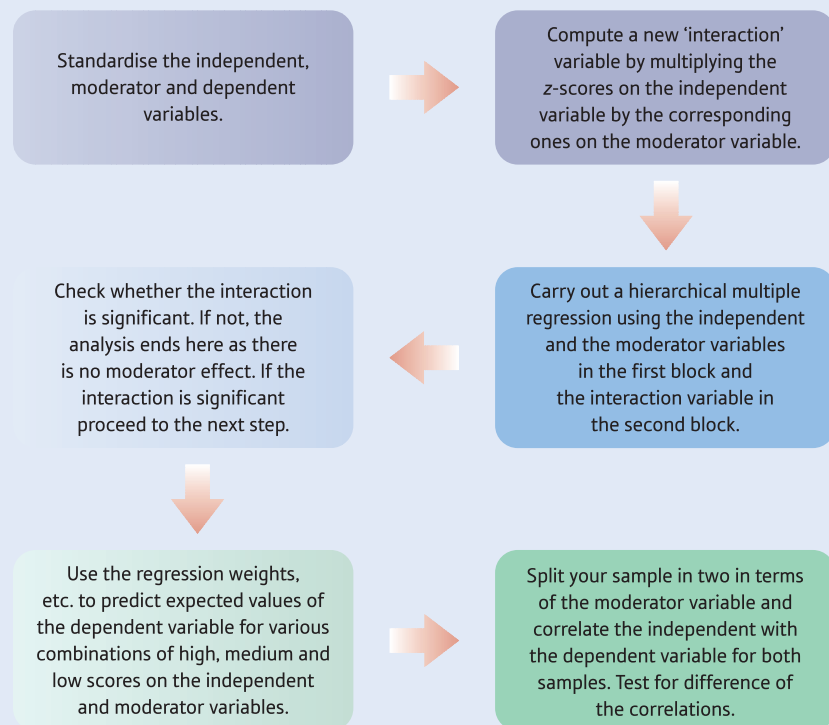 Standardise the independent,
moderator and dependent
variables.
Compute a new ‘interaction’
variable by multiplying the
z-scores on the independent
variable by the corresponding
ones on the moderator variable.
Carry out a hierarchical multiple
regression using the independent
and the moderator variables
in the first block and
the interaction variable in
the second block.
Check whether the interaction
is significant. If not, the
analysis ends here as there
is no moderator effect. If the
interaction is significant
proceed to the next step.
Use the regression weights,
etc. to predict expected values of
the dependent variable for various
combinations of high, medium and
low scores on the independent
and moderator variables.
Split your sample in two in terms
of the moderator variable and
correlate the independent with
the dependent variable for both
samples. Test for difference of
the correlations.